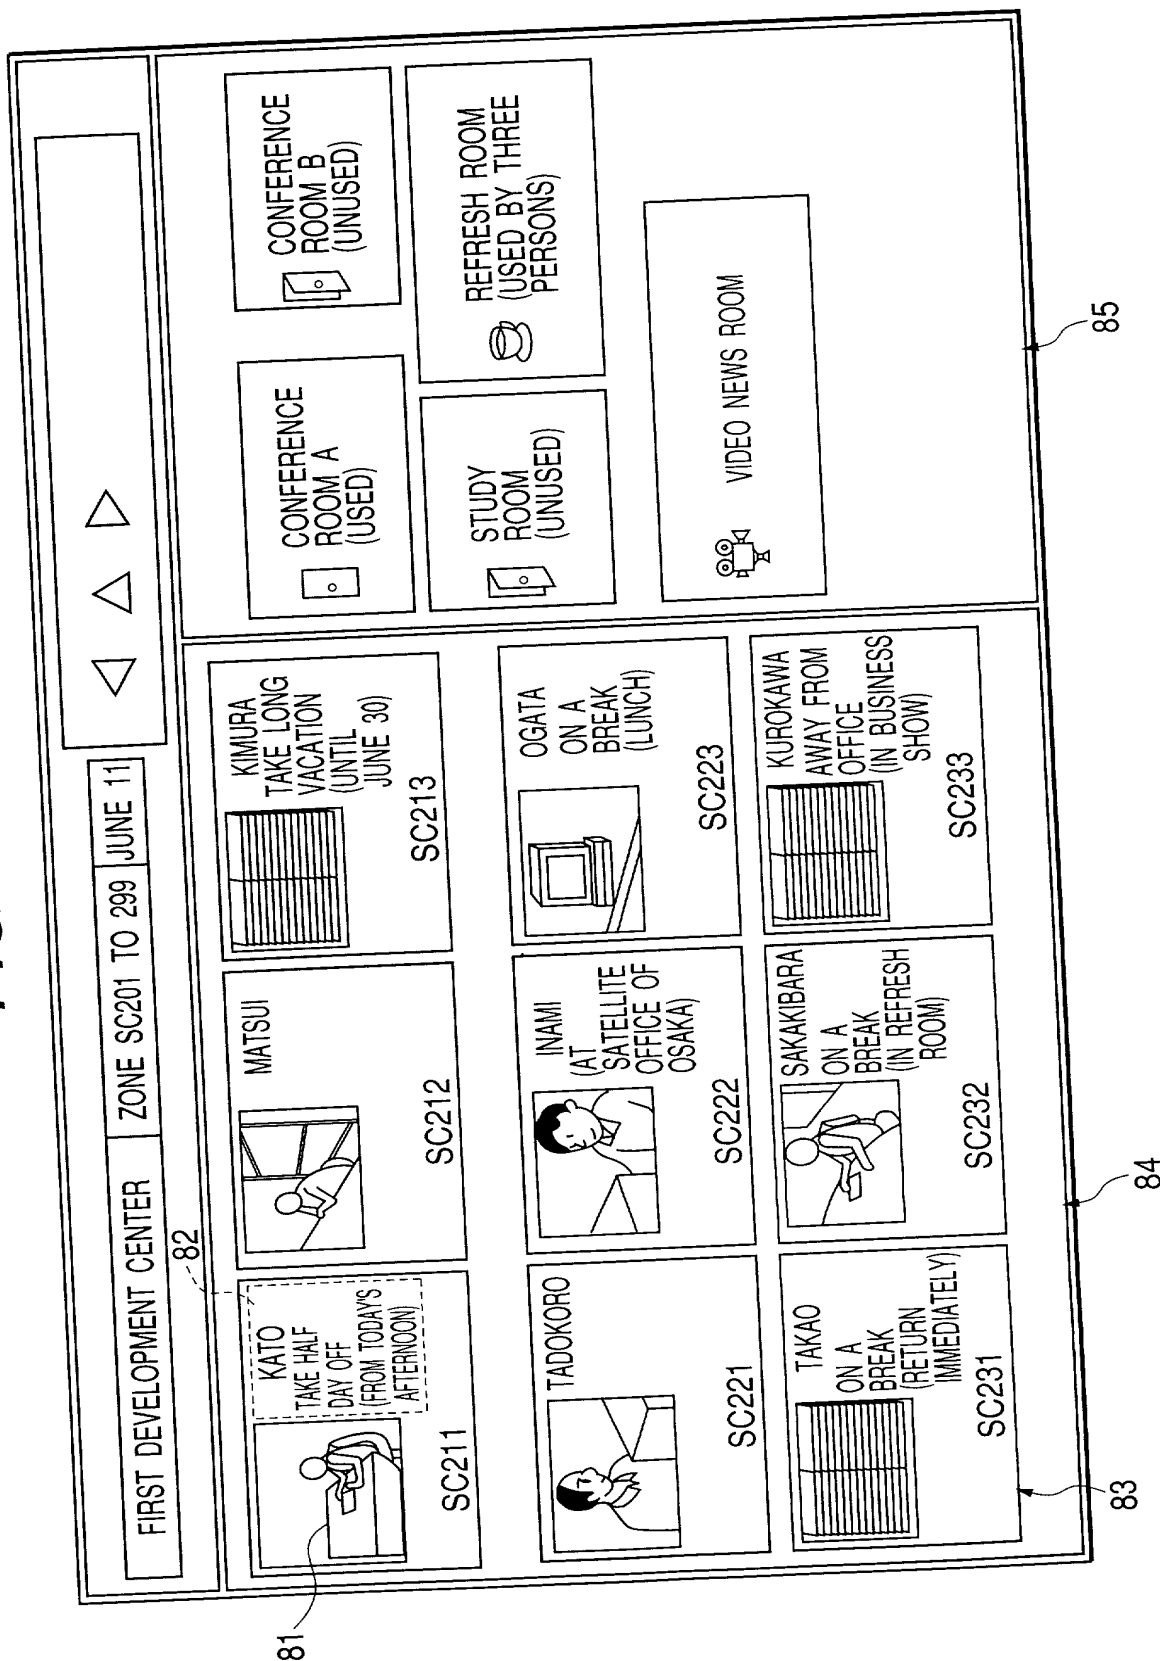 FIRST DEVELOPMENT CENTER
ZONE SC201 TO 299
JUNE 11
82
81
KATO
TAKE HALF
DAY OFF
(FROM TODAY'S
AFTERNOON)
SC211
MATSUI
SC212
KIMURA
TAKE LONG
VACATION
(UNTIL
JUNE 30)
SC213
TADOKORO
SC221
INAMI
(AT
SATELLITE
OFFICE OF
OSAKA)
SC222
OGATA
ON A
BREAK
(LUNCH)
SC223
TAKAO
ON A
BREAK
(RETURN
IMMEDIATELY)
SC231
SAKAKIBARA
ON A
BREAK
(IN REFRESH
ROOM)
SC232
KUROKAWA
AWAY FROM
OFFICE
(IN BUSINESS
SHOW)
SC233
CONFERENCE
ROOM A
(USED)
CONFERENCE
ROOM B
(UNUSED)
STUDY
ROOM
(UNUSED)
REFRESH ROOM
(USED BY THREE
PERSONS)
VIDEO NEWS ROOM
83
84
85